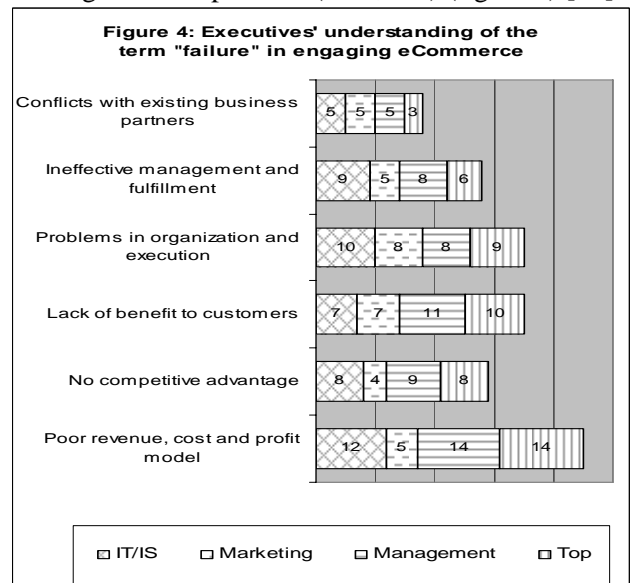 Figure 4: Executives' understanding of the
term "failure" in engaging eCommerce
Conflicts with existing business
partners
5 5 5 3
Ineffective management and
fulfillment
9 5 8 6
Problems in organization and
execution
10 8 8 9
Lack of benefit to customers
7 7 11 10
No competitive advantage
8 4 9 8
Poor revenue, cost and profit
model
12 5 14 14
IT/IS Marketing Management Top